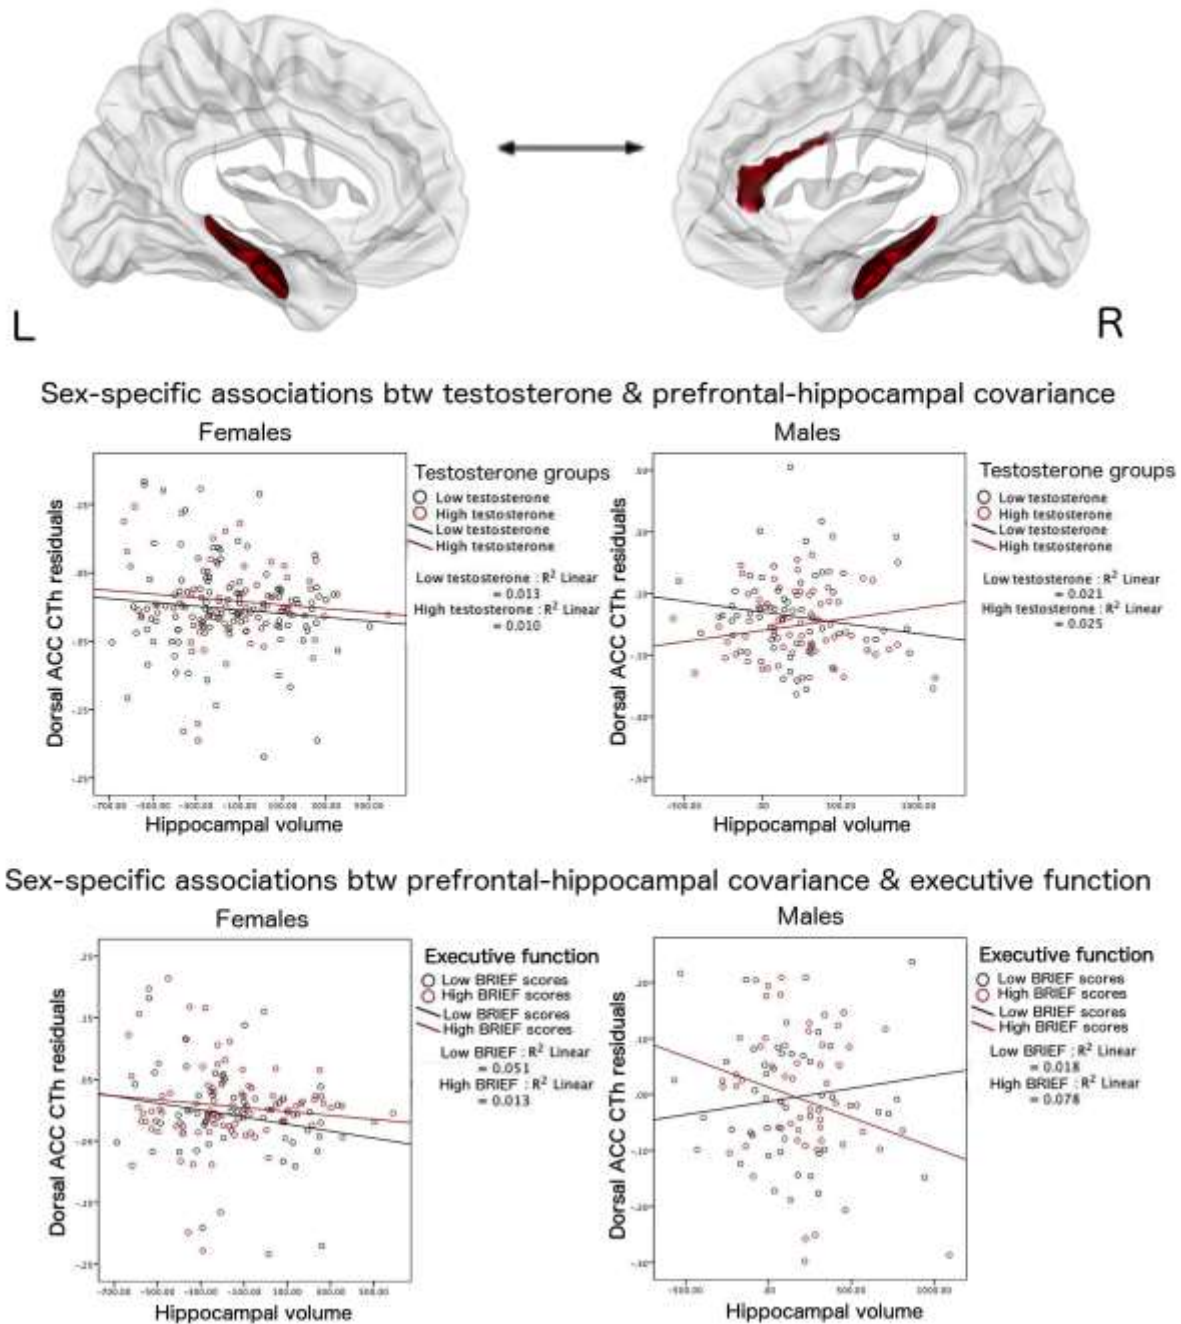 L
R
Sex-specific associations btw testosterone & prefrontal-hippocampal covariance
Females
Males
Dorsal ACC CTh residuals
Hippocampal volume
Testosterone groups
Low testosterone
High testosterone
Low testosterone
High testosterone
Low testosterone : R² Linear
= 0.013
High testosterone : R² Linear
= 0.010
Dorsal ACC CTh residuals
Hippocampal volume
Testosterone groups
Low testosterone
High testosterone
Low testosterone
High testosterone
Low testosterone : R² Linear
= 0.021
High testosterone : R² Linear
= 0.025
Sex-specific associations btw prefrontal-hippocampal covariance & executive function
Females
Males
Dorsal ACC CTh residuals
Hippocampal volume
Executive function
Low BRIEF scores
High BRIEF scores
Low BRIEF scores
High BRIEF scores
Low BRIEF : R² Linear
= 0.051
High BRIEF : R² Linear
= 0.013
Dorsal ACC CTh residuals
Hippocampal volume
Executive function
Low BRIEF scores
High BRIEF scores
Low BRIEF scores
High BRIEF scores
Low BRIEF : R² Linear
= 0.018
High BRIEF : R² Linear
= 0.078